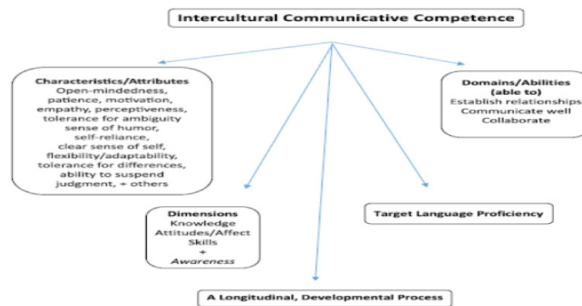 Intercultural Communicative Competence
Characteristics/Attributes
Open-mindedness,
patience, motivation,
empathy, perceptiveness,
tolerance for ambiguity
sense of humor,
self-reliance,
clear sense of self,
flexibility/adaptability,
tolerance for differences,
ability to suspend
judgment, + others
Domains/Abilities
(able to)
Establish relationships
Communicate well
Collaborate
Dimensions
Knowledge
Attitudes/Affect
Skills
+
Awareness
Target Language Proficiency
A Longitudinal, Developmental Process